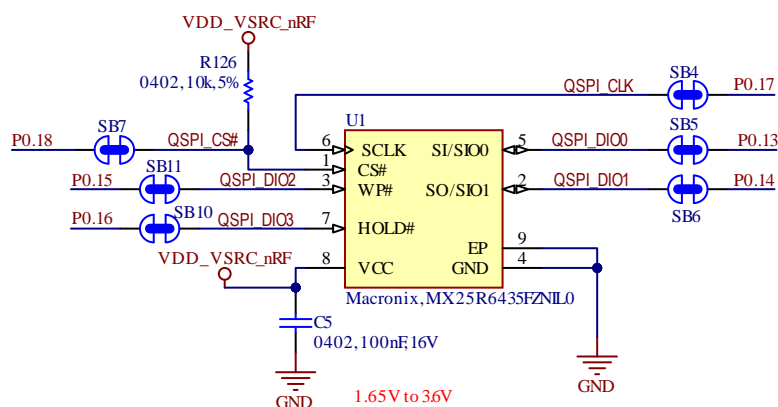 VDD_VSRC_nRF
R126
0402,10k,5%
SB4
QSPI_CLK
P0.17
U1
SB7
P0.18
QSPI_CS#
6
SCLK
SI/SIO0
5
QSPI_DIO0
SB5
P0.13
1
CS#
SB11
P0.15
QSPI_DIO2
3
WP#
SO/SIO1
2
QSPI_DIO1
P0.14
SB6
SB10
P0.16
QSPI_DIO3
7
HOLD#
VDD_VSRC_nRF
EP
9
8
VCC
GND
4
Macronix,MX25R6435FZNIL0
C5
0402,100nF,16V
GND
1.65V to 3.6V
GND